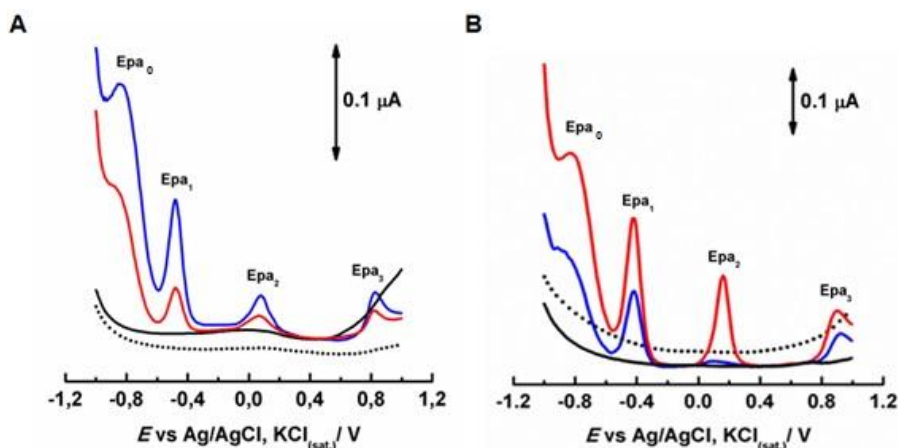 A
Epa0
0.1 µA
Epa1
Epa2
Epa3
-1,2 -0,8 -0,4 0,0 0,4 0,8 1,2
E vs Ag/AgCl, KCl(sat.)/ V
B
Epa0
0.1 µA
Epa1
Epa2
Epa3
-1.2 -0.8 -0.4 0.0 0.4 0.8 1.2
E vs Ag/AgCl, KCl(sat.)/ V